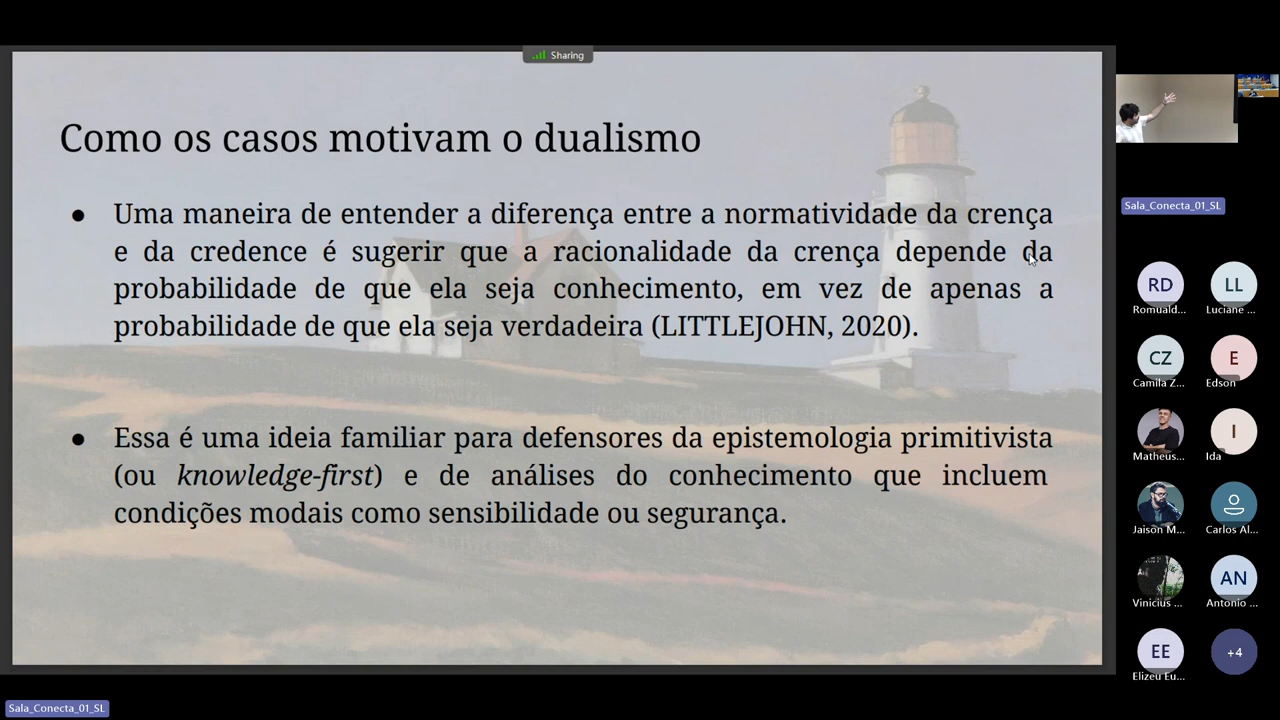 Sharing
Como os casos motivam o dualismo
● Uma maneira de entender a diferença entre a normatividade da crença
e da credence é sugerir que a racionalidade da crença depende da
probabilidade de que ela seja conhecimento, em vez de apenas a
probabilidade de que ela seja verdadeira (LITTLEJOHN, 2020).
● Essa é uma ideia familiar para defensores da epistemologia primitivista
(ou knowledge-first) e de análises do conhecimento que incluem
condições modais como sensibilidade ou segurança.
Sala_Conecta_01_SL
RD
LL
Romuald...
Luciane ...
CZ
E
Camila Z...
Edson
I
Matheus...
Ida
Jaison M...
Carlos Al...
AN
Vinicius ...
Antonio ...
EE
+4
Elizeu Eu...
Sala_Conecta_01_SL